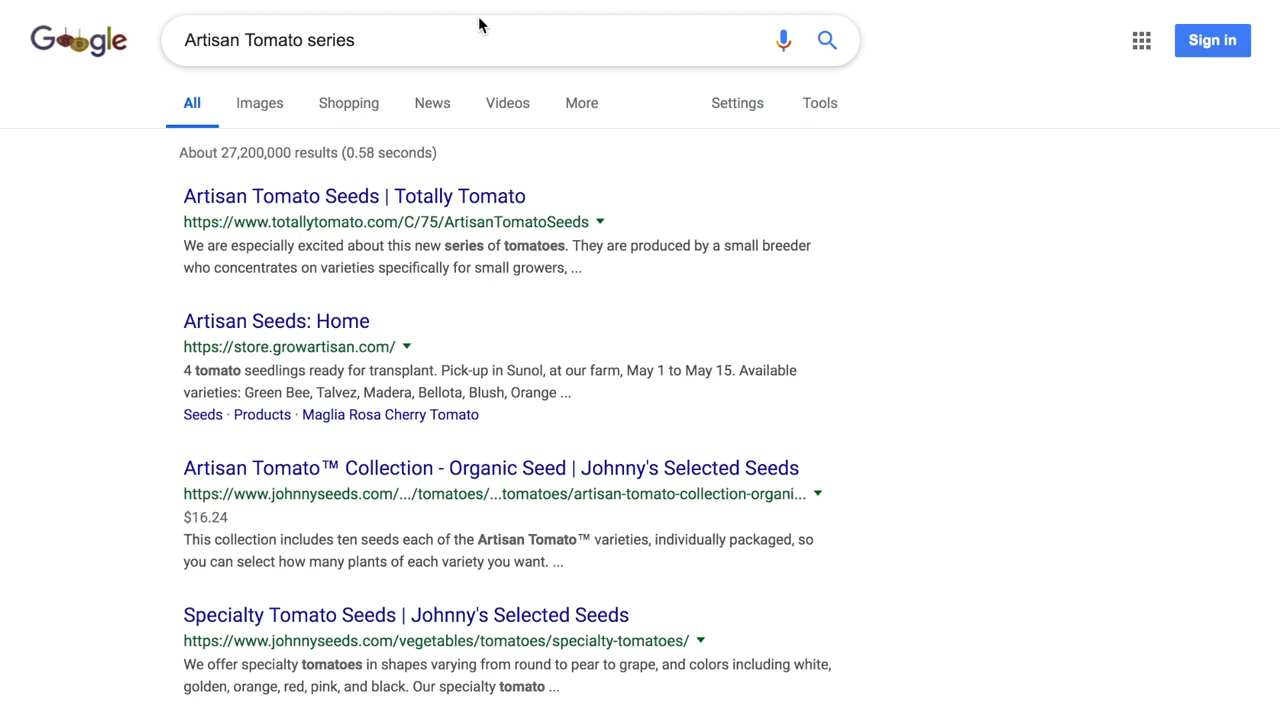 Google
Artisan Tomato series
Sign in
All Images Shopping News Videos More Settings Tools
About 27,200,000 results (0.58 seconds)
Artisan Tomato Seeds | Totally Tomato
https://www.totallytomato.com/C/75/ArtisanTomatoSeeds
We are especially excited about this new series of tomatoes. They are produced by a small breeder
who concentrates on varieties specifically for small growers, ...
Artisan Seeds: Home
https://store.growartisan.com/
4 tomato seedlings ready for transplant. Pick-up in Sunol, at our farm, May 1 to May 15. Available
varieties: Green Bee, Talvez, Madera, Bellota, Blush, Orange ...
Seeds · Products · Maglia Rosa Cherry Tomato
Artisan Tomato™ Collection - Organic Seed | Johnny's Selected Seeds
https://www.johnnyseeds.com/.../tomatoes/...tomatoes/artisan-tomato-collection-organi...
$16.24
This collection includes ten seeds each of the Artisan Tomato™ varieties, individually packaged, so
you can select how many plants of each variety you want. ...
Specialty Tomato Seeds | Johnny's Selected Seeds
https://www.johnnyseeds.com/vegetables/tomatoes/specialty-tomatoes/
We offer specialty tomatoes in shapes varying from round to pear to grape, and colors including white,
golden, orange, red, pink, and black. Our specialty tomato ...